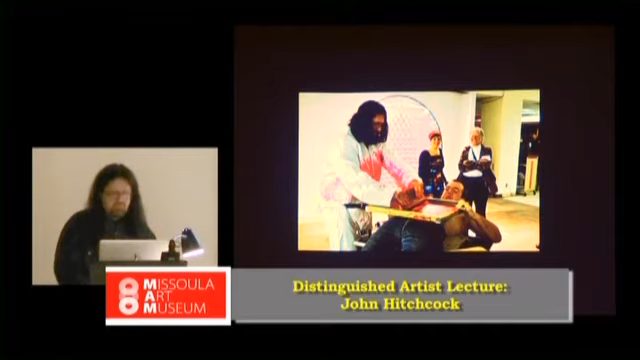 MISSOULA
ART
MUSEUM
Distinguished Artist Lecture:
John Hitchcock